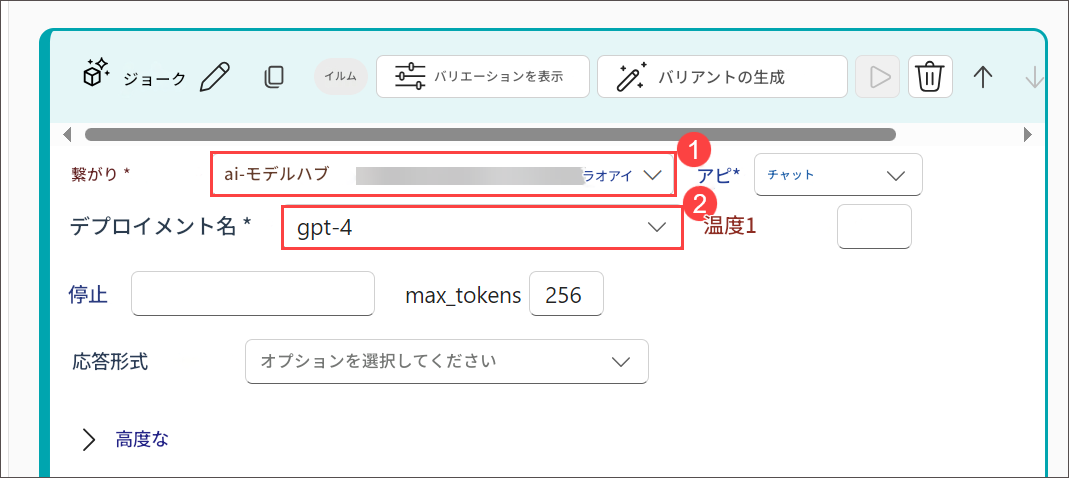 ジョーク イルム バリエーションを表示 バリアントの生成
繋がり * ai-モデルハブ ラオアイ 1 アピ* チャット
デプロイメント名 * gpt-4 2 温度1
停止 max_tokens 256
応答形式 オプションを選択してください
高度な